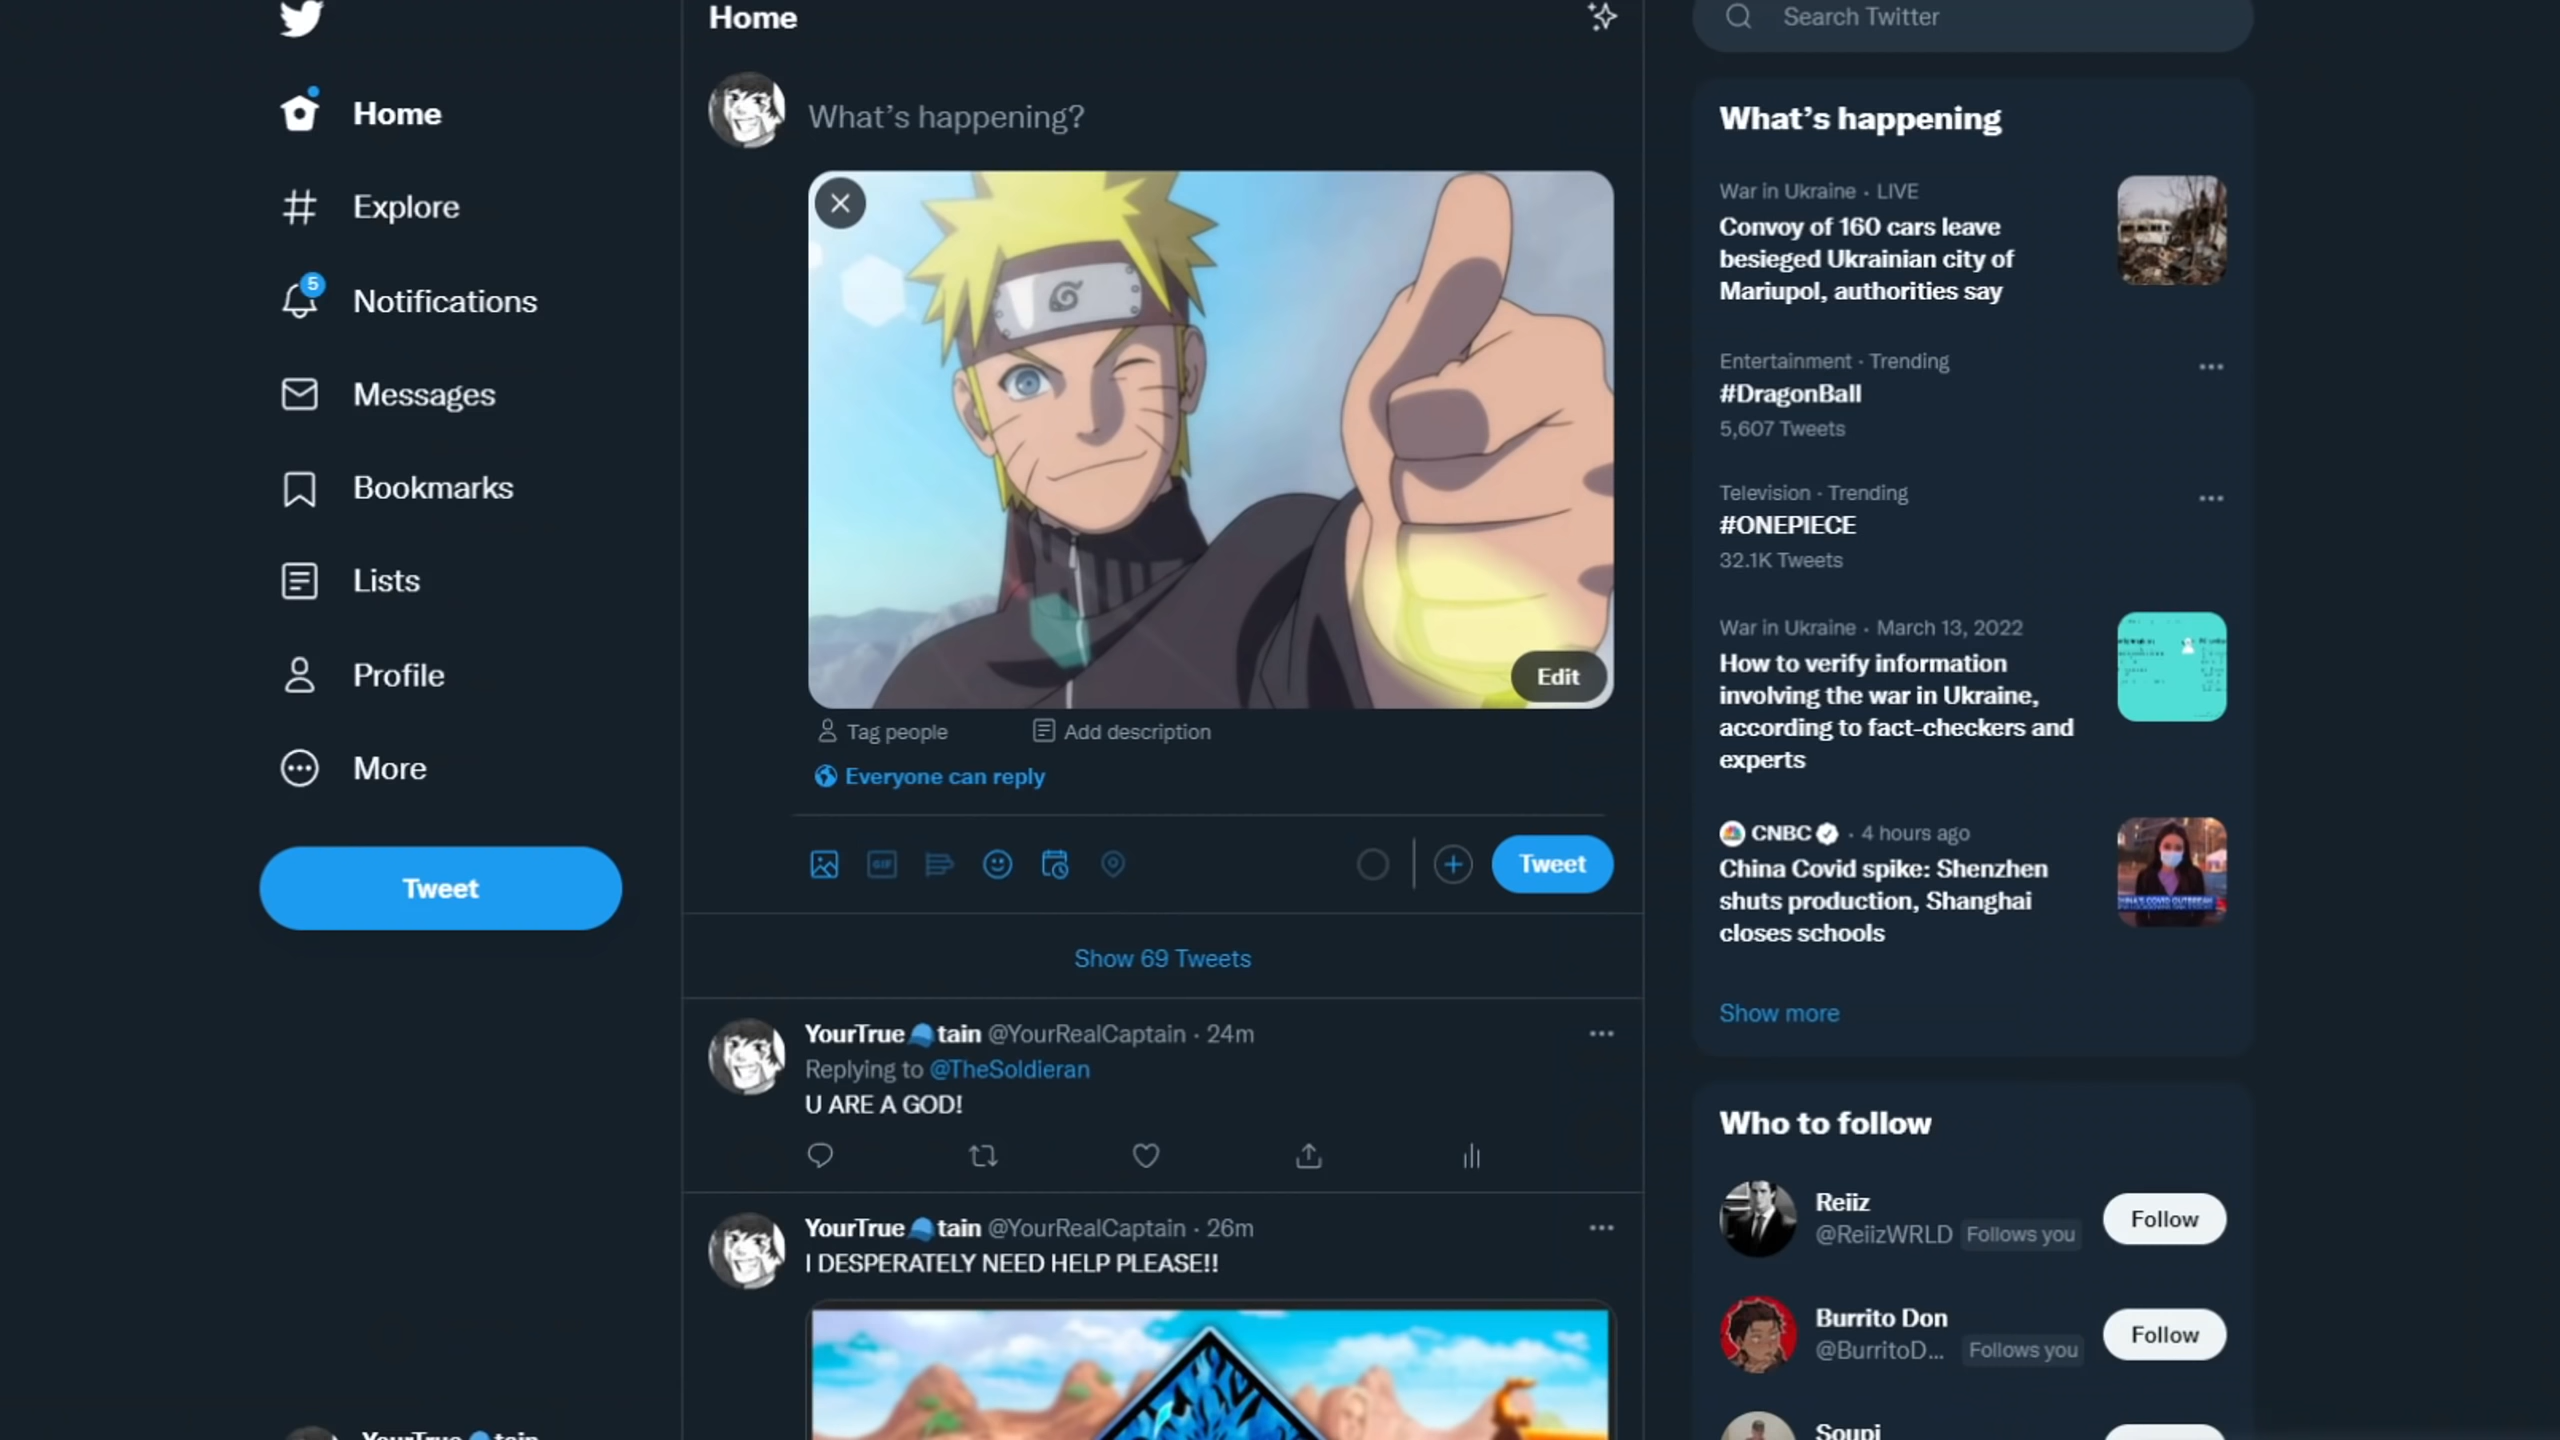 Home
Explore
5
Notifications
Messages
Bookmarks
Lists
Profile
More
Tweet
Home
What's happening?
Edit
Tag people
Add description
Everyone can reply
GIF
Tweet
Show 69 Tweets
YourTrue🧢tain @YourRealCaptain · 24m
Replying to @TheSoldieran
U ARE A GOD!
YourTrue🧢tain @YourRealCaptain · 26m
I DESPERATELY NEED HELP PLEASE!!
Search Twitter
What's happening
War in Ukraine · LIVE
Convoy of 160 cars leave
besieged Ukrainian city of
Mariupol, authorities say
Entertainment · Trending
#DragonBall
5,607 Tweets
Television · Trending
#ONEPIECE
32.1K Tweets
War in Ukraine · March 13, 2022
How to verify information
involving the war in Ukraine,
according to fact-checkers and
experts
CNBC · 4 hours ago
China Covid spike: Shenzhen
shuts production, Shanghai
closes schools
Show more
Who to follow
Reiiz
@ReiizWRLD Follows you
Follow
Burrito Don
@BurritoD... Follows you
Follow
Soupi